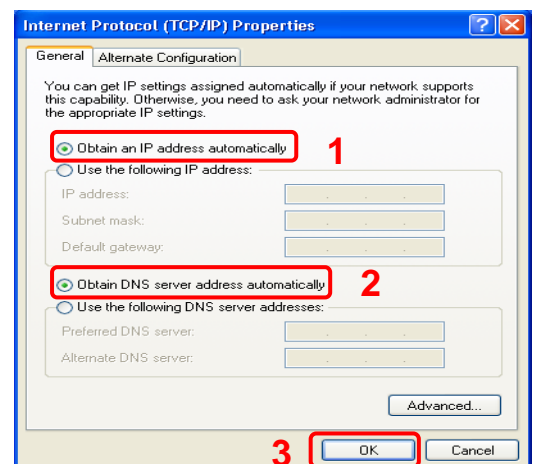 Internet Protocol (TCP/IP) Properties
General Alternate Configuration
You can get IP settings assigned automatically if your network supports
this capability. Otherwise, you need to ask your network administrator for
the appropriate IP settings.
Obtain an IP address automatically 1
Use the following IP address:
IP address:
Subnet mask:
Default gateway:
Obtain DNS server address automatically 2
Use the following DNS server addresses:
Preferred DNS server:
Alternate DNS server:
Advanced...
3 OK Cancel